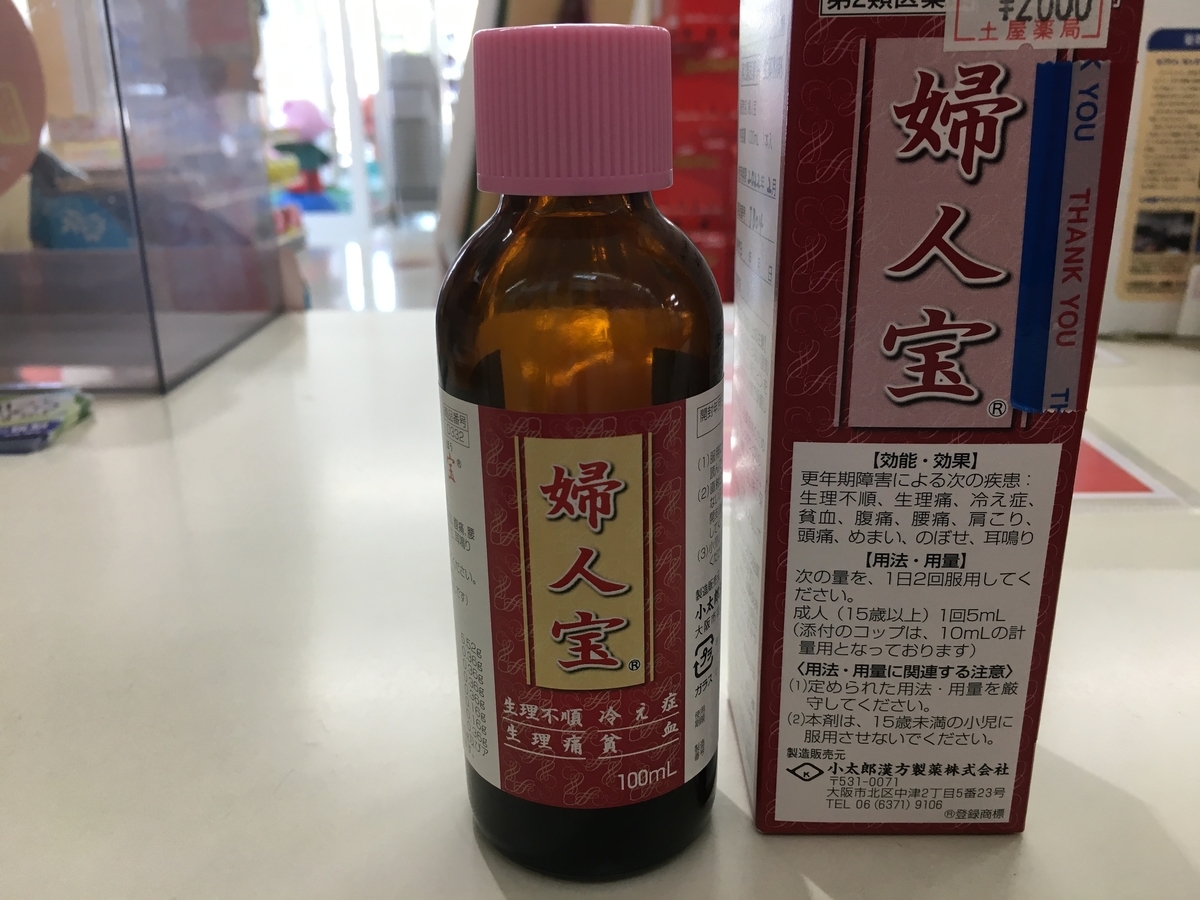 婦
人
宝
®
生理不順 冷え症
生理痛 貧血
100mL
ガラス
第2類医薬
¥2000
土屋薬局
K YOU
THANK YOU
婦
人
宝
®
【効能・効果】
更年期障害による次の疾患：
生理不順、生理痛、冷え症、
貧血、腹痛、腰痛、肩こり、
頭痛、めまい、のぼせ、耳鳴り
【用法・用量】
次の量を、1日2回服用してく
ださい。
成人（15歳以上）1回5mL
（添付のコップは、10mLの計
量用となっております）
〈用法・用量に関連する注意〉
(1)定められた用法・用量を厳
守してください。
(2)本剤は、15歳未満の小児に
服用させないでください。
製造販売元
小太郎漢方製薬株式会社
〒531-0071
大阪市北区中津2丁目5番23号
TEL 06 (6371) 9106
®登録商標